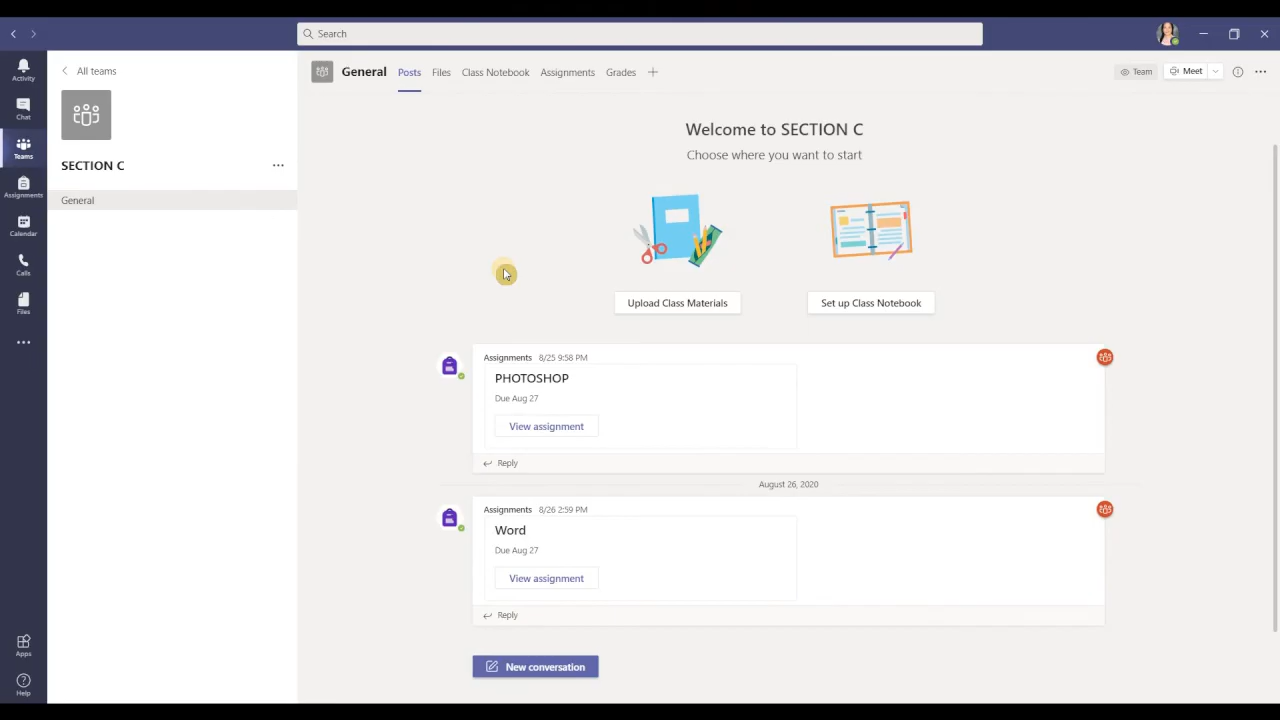 Search
Activity
Chat
Teams
Assignments
Calendar
Calls
Files
Apps
Help
All teams
SECTION C
General
General Posts Files Class Notebook Assignments Grades
Team Meet
Welcome to SECTION C
Choose where you want to start
Upload Class Materials Set up Class Notebook
Assignments 8/25 9:58 PM
PHOTOSHOP
Due Aug 27
View assignment
Reply
August 26, 2020
Assignments 8/26 2:59 PM
Word
Due Aug 27
View assignment
Reply
New conversation